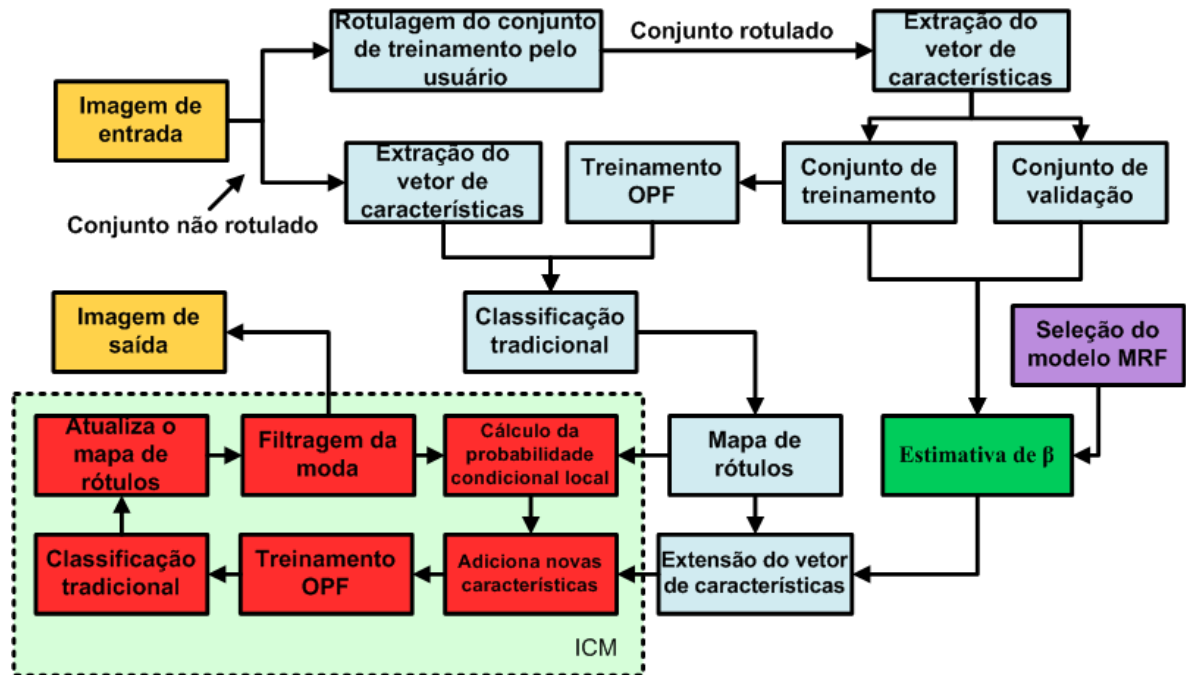 Rotulagem do conjunto
de treinamento pelo
usuário
Conjunto rotulado
Extração do
vetor de
características
Imagem de
entrada
Extração do
vetor de
características
Treinamento
OPF
Conjunto de
treinamento
Conjunto de
validação
Conjunto não rotulado
Imagem de
saída
Classificação
tradicional
Seleção do
modelo MRF
Atualiza o
mapa de
rótulos
Filtragem da
moda
Cálculo da
probabilidade
condicional local
Mapa de
rótulos
Estimativa de β
Classificação
tradicional
Treinamento
OPF
Adiciona novas
características
Extensão do vetor
de características
ICM